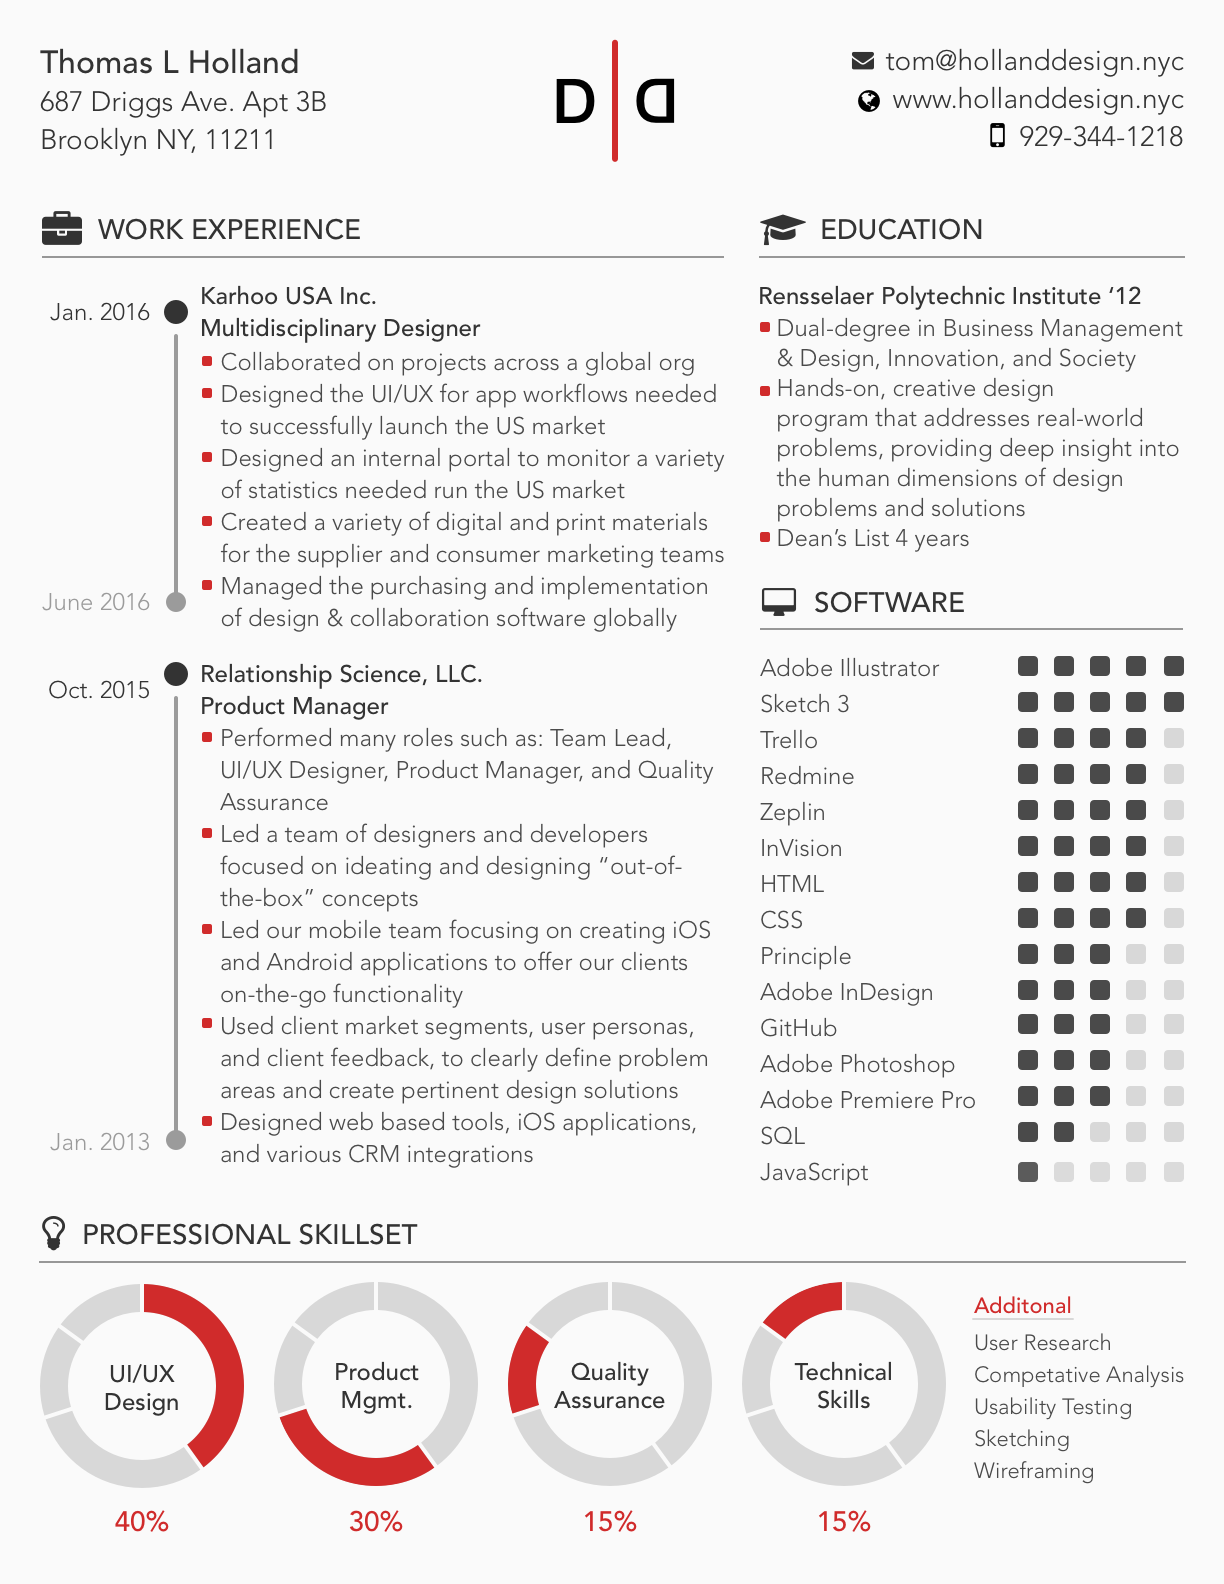 Thomas L Holland
687 Driggs Ave. Apt 3B
Brooklyn NY, 11211
D D
tom@hollanddesign.nyc
www.hollanddesign.nyc
929-344-1218
WORK EXPERIENCE
Jan. 2016
June 2016
Karhoo USA Inc.
Multidisciplinary Designer
Collaborated on projects across a global org
Designed the UI/UX for app workflows needed
to successfully launch the US market
Designed an internal portal to monitor a variety
of statistics needed run the US market
Created a variety of digital and print materials
for the supplier and consumer marketing teams
Managed the purchasing and implementation
of design & collaboration software globally
Oct. 2015
Jan. 2013
Relationship Science, LLC.
Product Manager
Performed many roles such as: Team Lead,
UI/UX Designer, Product Manager, and Quality
Assurance
Led a team of designers and developers
focused on ideating and designing “out-of-
the-box” concepts
Led our mobile team focusing on creating iOS
and Android applications to offer our clients
on-the-go functionality
Used client market segments, user personas,
and client feedback, to clearly define problem
areas and create pertinent design solutions
Designed web based tools, iOS applications,
and various CRM integrations
EDUCATION
Rensselaer Polytechnic Institute ‘12
Dual-degree in Business Management
& Design, Innovation, and Society
Hands-on, creative design
program that addresses real-world
problems, providing deep insight into
the human dimensions of design
problems and solutions
Dean’s List 4 years
SOFTWARE
Adobe Illustrator
Sketch 3
Trello
Redmine
Zeplin
InVision
HTML
CSS
Principle
Adobe InDesign
GitHub
Adobe Photoshop
Adobe Premiere Pro
SQL
JavaScript
PROFESSIONAL SKILLSET
UI/UX
Design
40%
Product
Mgmt.
30%
Quality
Assurance
15%
Technical
Skills
15%
Additonal
User Research
Competative Analysis
Usability Testing
Sketching
Wireframing